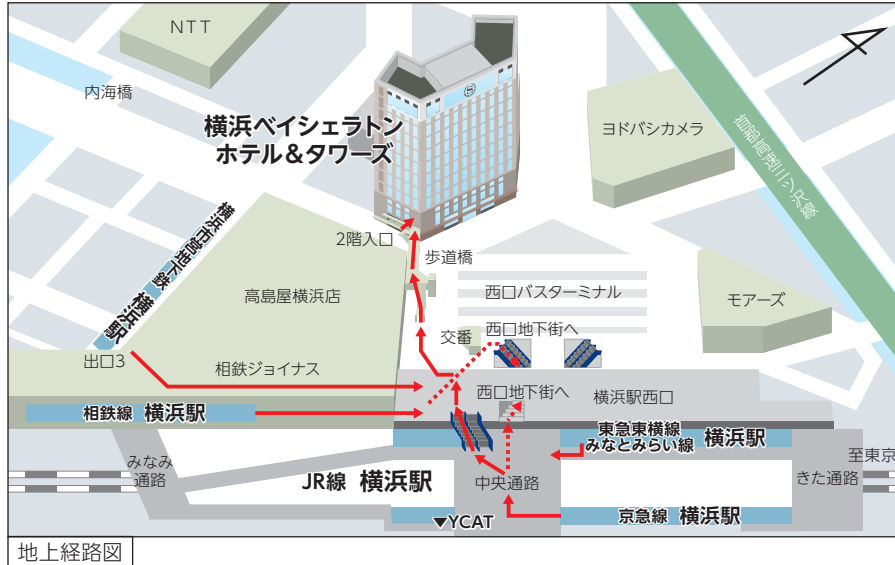 NTT
内海橋
横浜ベイシェラトン
ホテル&タワーズ
ヨドバシカメラ
首都高速三ツ沢線
2階入口
歩道橋
横浜市営地下鉄 横浜駅
高島屋横浜店
西口バスターミナル
モアーズ
交番
西口地下街へ
出口3
相鉄ジョイナス
西口地下街へ
横浜駅西口
相鉄線 横浜駅
東急東横線
みなとみらい線 横浜駅
みなみ
通路
JR線 横浜駅
中央通路
至東京
きた通路
▼YCAT
京急線 横浜駅
地上経路図